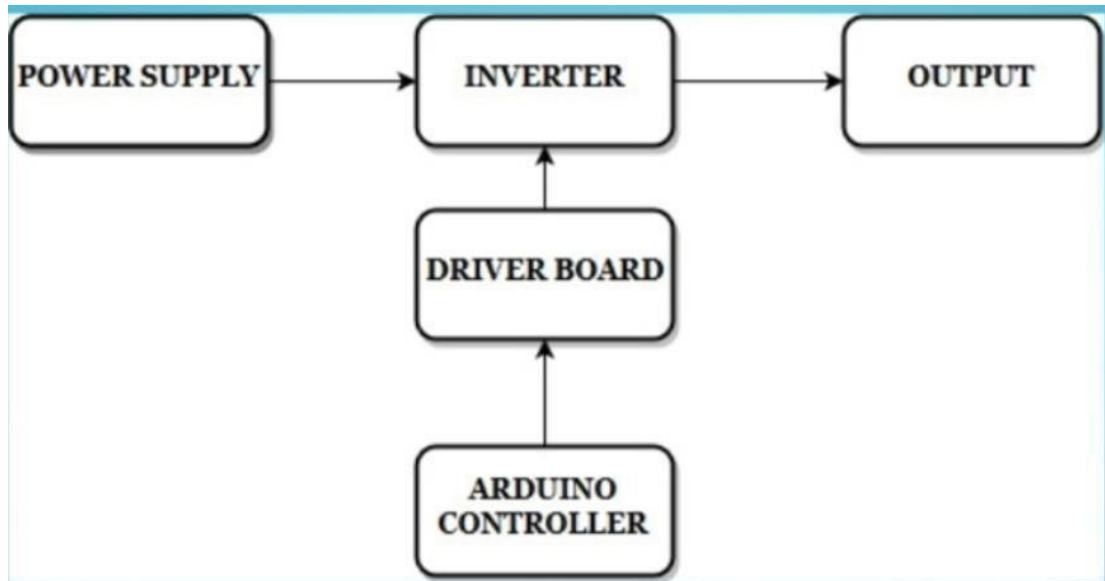 POWER SUPPLY
INVERTER
OUTPUT
DRIVER BOARD
ARDUINO
CONTROLLER